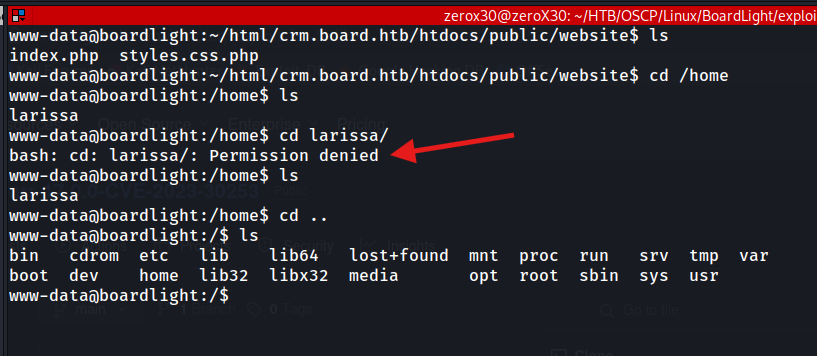 zerox30@zeroX30: ~/HTB/OSCP/Linux/BoardLight/exploi
www-data@boardlight:~/html/crm.board.htb/htdocs/public/website$ ls
index.php  styles.css.php
www-data@boardlight:~/html/crm.board.htb/htdocs/public/website$ cd /home
www-data@boardlight:/home$ ls
larissa
www-data@boardlight:/home$ cd larissa/
bash: cd: larissa/: Permission denied
www-data@boardlight:/home$ ls
larissa
www-data@boardlight:/home$ cd ..
www-data@boardlight:/$ ls
bin   cdrom  etc   lib    lib64   lost+found  mnt  proc  run   srv  tmp  var
boot  dev    home  lib32  libx32  media       opt  root  sbin  sys  usr
www-data@boardlight:/$